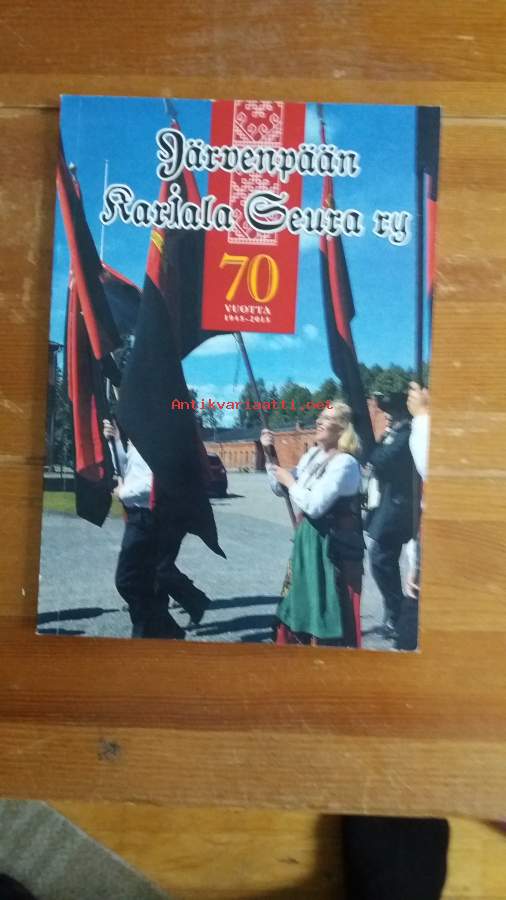 Järvenpään
Karjala Seura ry
70
VUOTTA
1945-2015
Antikvariaatti.net